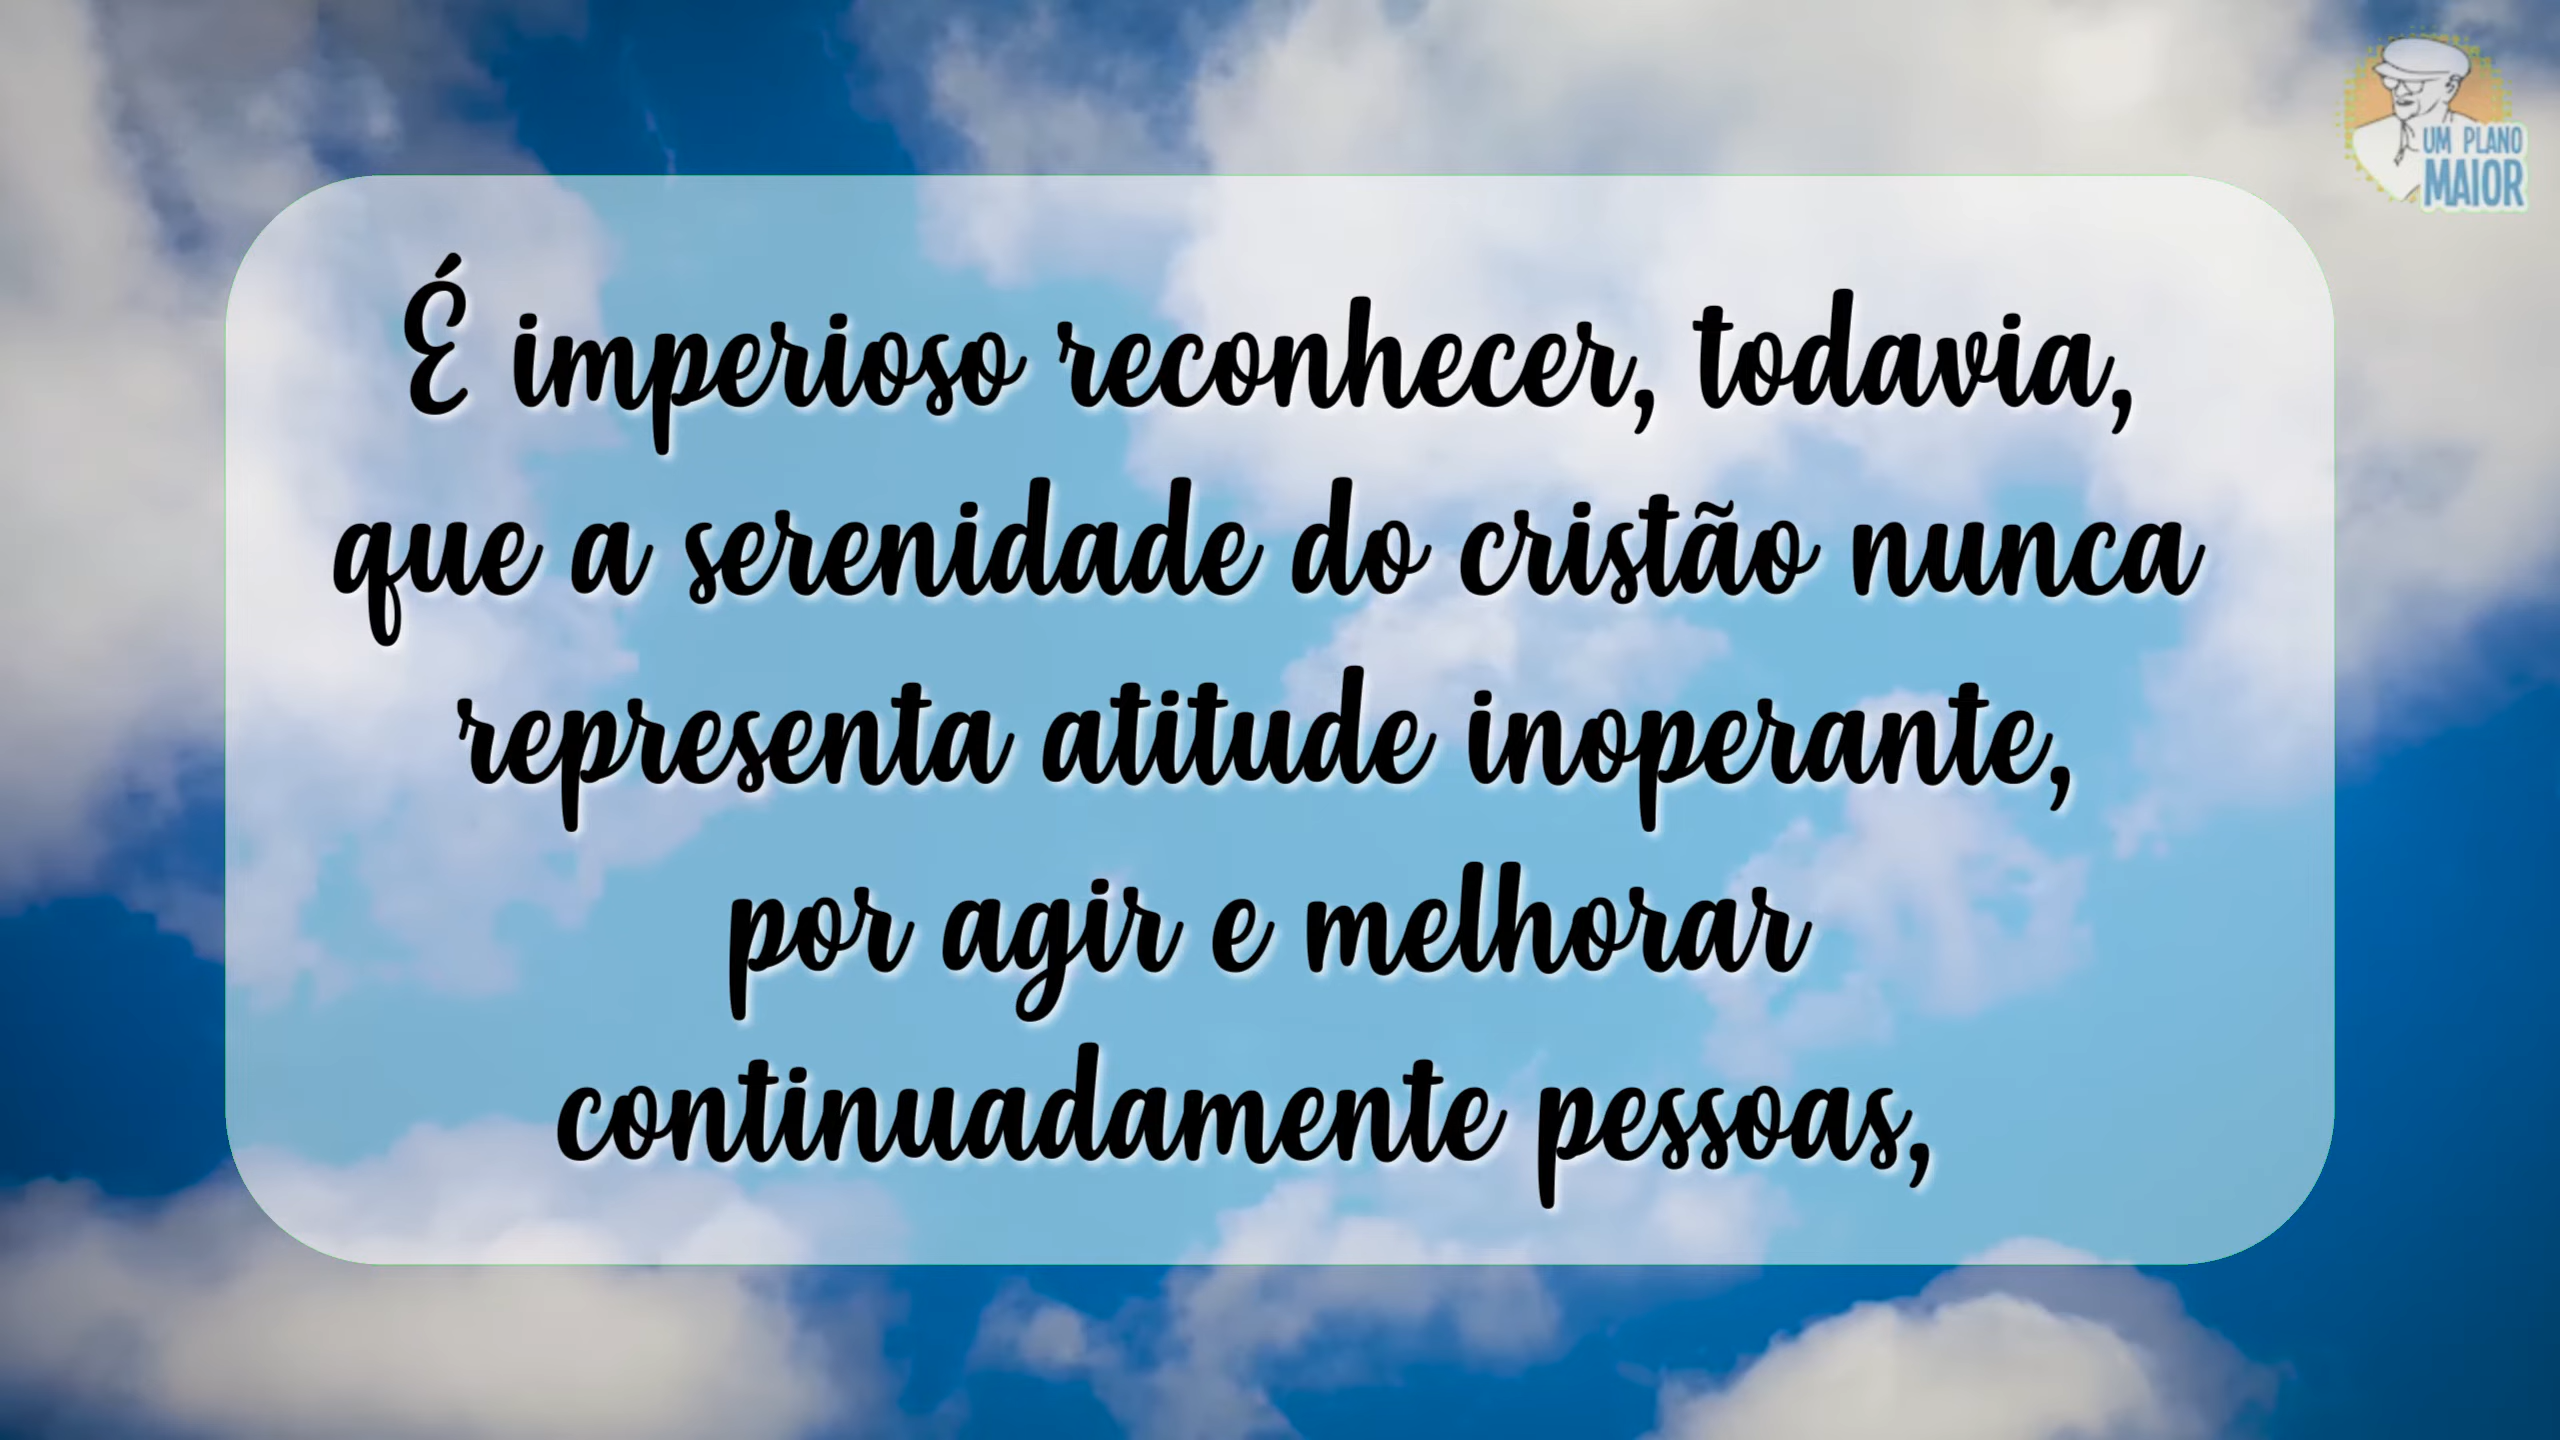 UM PLANO
MAIOR
É imperioso reconhecer, todavia,
que a serenidade do cristão nunca
representa atitude inoperante,
por agir e melhorar
continuadamente pessoas,